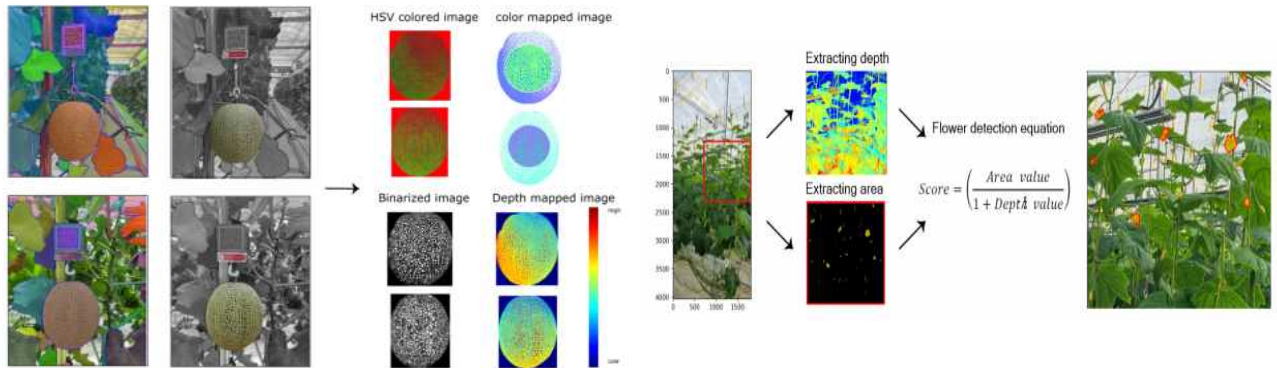 HSV colored image
color mapped image
Binarized image
Depth mapped image
High
Low
0
500
1000
1500
2000
2500
3000
3500
4000
0 500 1000 1500
Extracting depth
Extracting area
Flower detection equation
Score = ( Area value / 1 + Depth value )